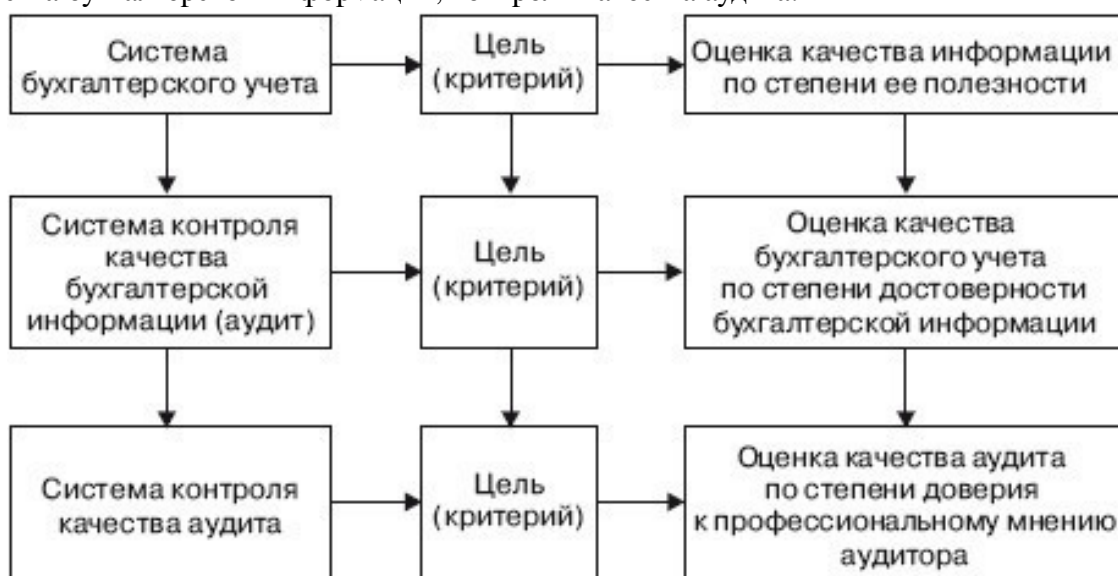 Система
бухгалтерского учета
Цель
(критерий)
Оценка качества информации
по степени ее полезности
Система контроля
качества
бухгалтерской
информации (аудит)
Цель
(критерий)
Оценка качества
бухгалтерского учета
по степени достоверности
бухгалтерской информации
Система контроля
качества аудита
Цель
(критерий)
Оценка качества аудита
по степени доверия
к профессиональному мнению
аудитора